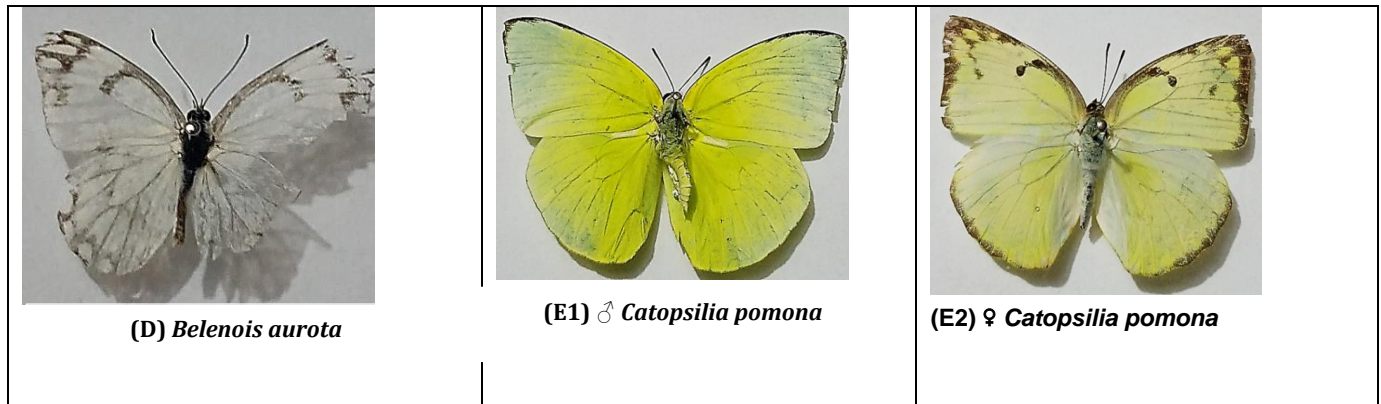 (D) Belenois aurota
(E1) ♂ Catopsilia pomona
(E2) ♀ Catopsilia pomona